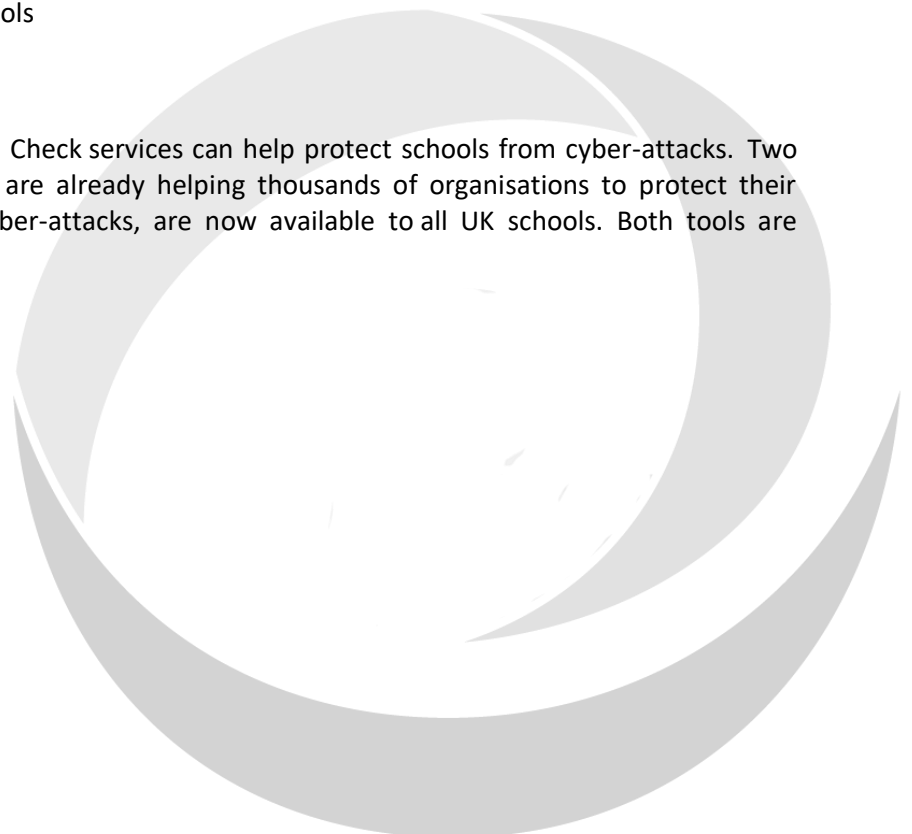 ols
Check services can help protect schools from cyber-attacks. Two
are already helping thousands of organisations to protect their
ber-attacks, are now available to all UK schools. Both tools are